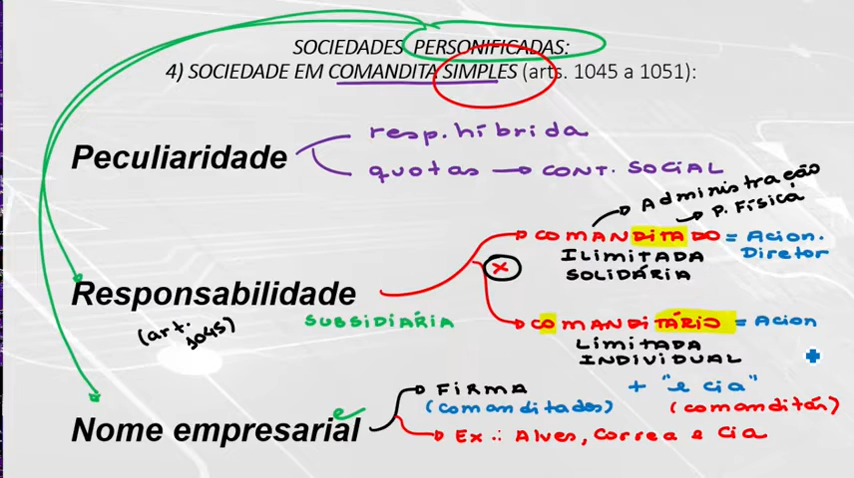 SOCIEDADES PERSONIFICADAS:
4) SOCIEDADE EM COMANDITA SIMPLES (arts. 1045 a 1051):
resp. híbrida
Peculiaridade
quotas → CONT. SOCIAL
Administração
P. Física
COMANDITADO = Acion.
Diretor
ILIMITADA
SOLIDÁRIA
X
Responsabilidade
(art. 1045)
SUBSIDIÁRIA
COMANDITÁRIO = Acion
LIMITADA
INDIVIDUAL
FIRMA + "e cia"
(comanditados) (comanditár)
Nome empresarial
Ex.: Alves, Correa e Cia